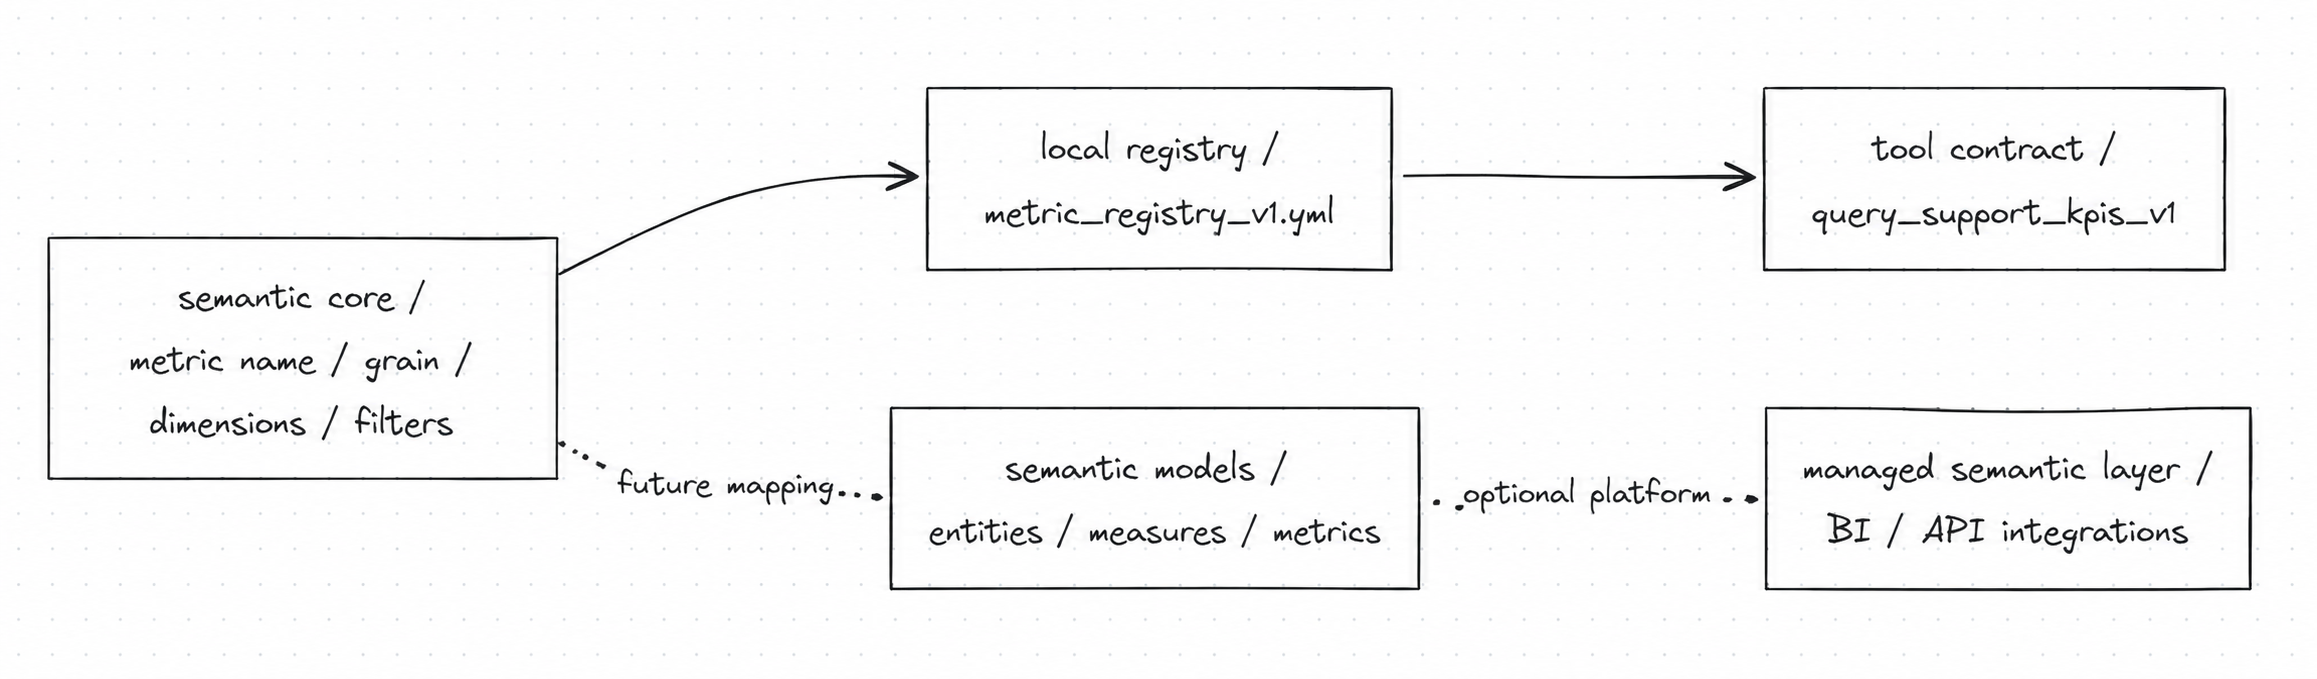 local registry /
metric_registry_v1.yml
tool contract /
query_support_kpis_v1
semantic core /
metric name / grain /
dimensions / filters
future mapping
semantic models /
entities / measures / metrics
optional platform
managed semantic layer /
BI / API integrations